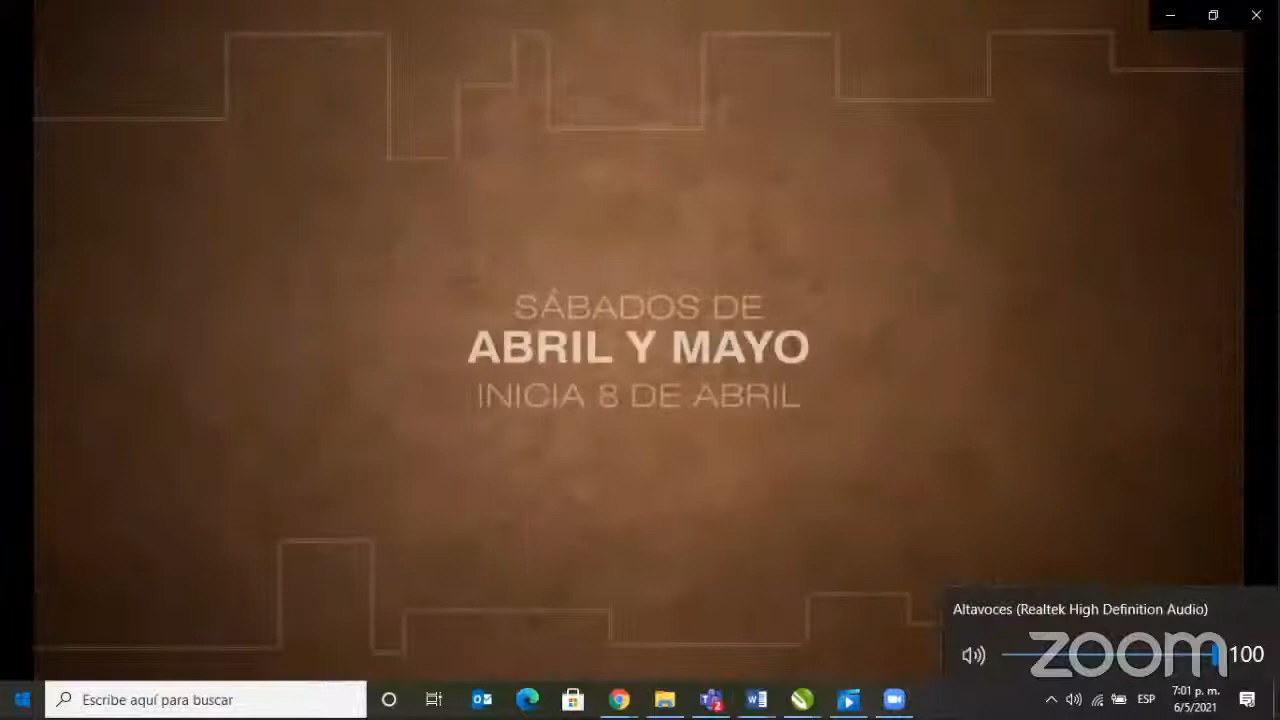 SÁBADOS DE
ABRIL Y MAYO
INICIA 8 DE ABRIL
Altavoces (Realtek High Definition Audio)
100
zoom
Escribe aquí para buscar
2
ESP
7:01 p. m.
6/5/2021